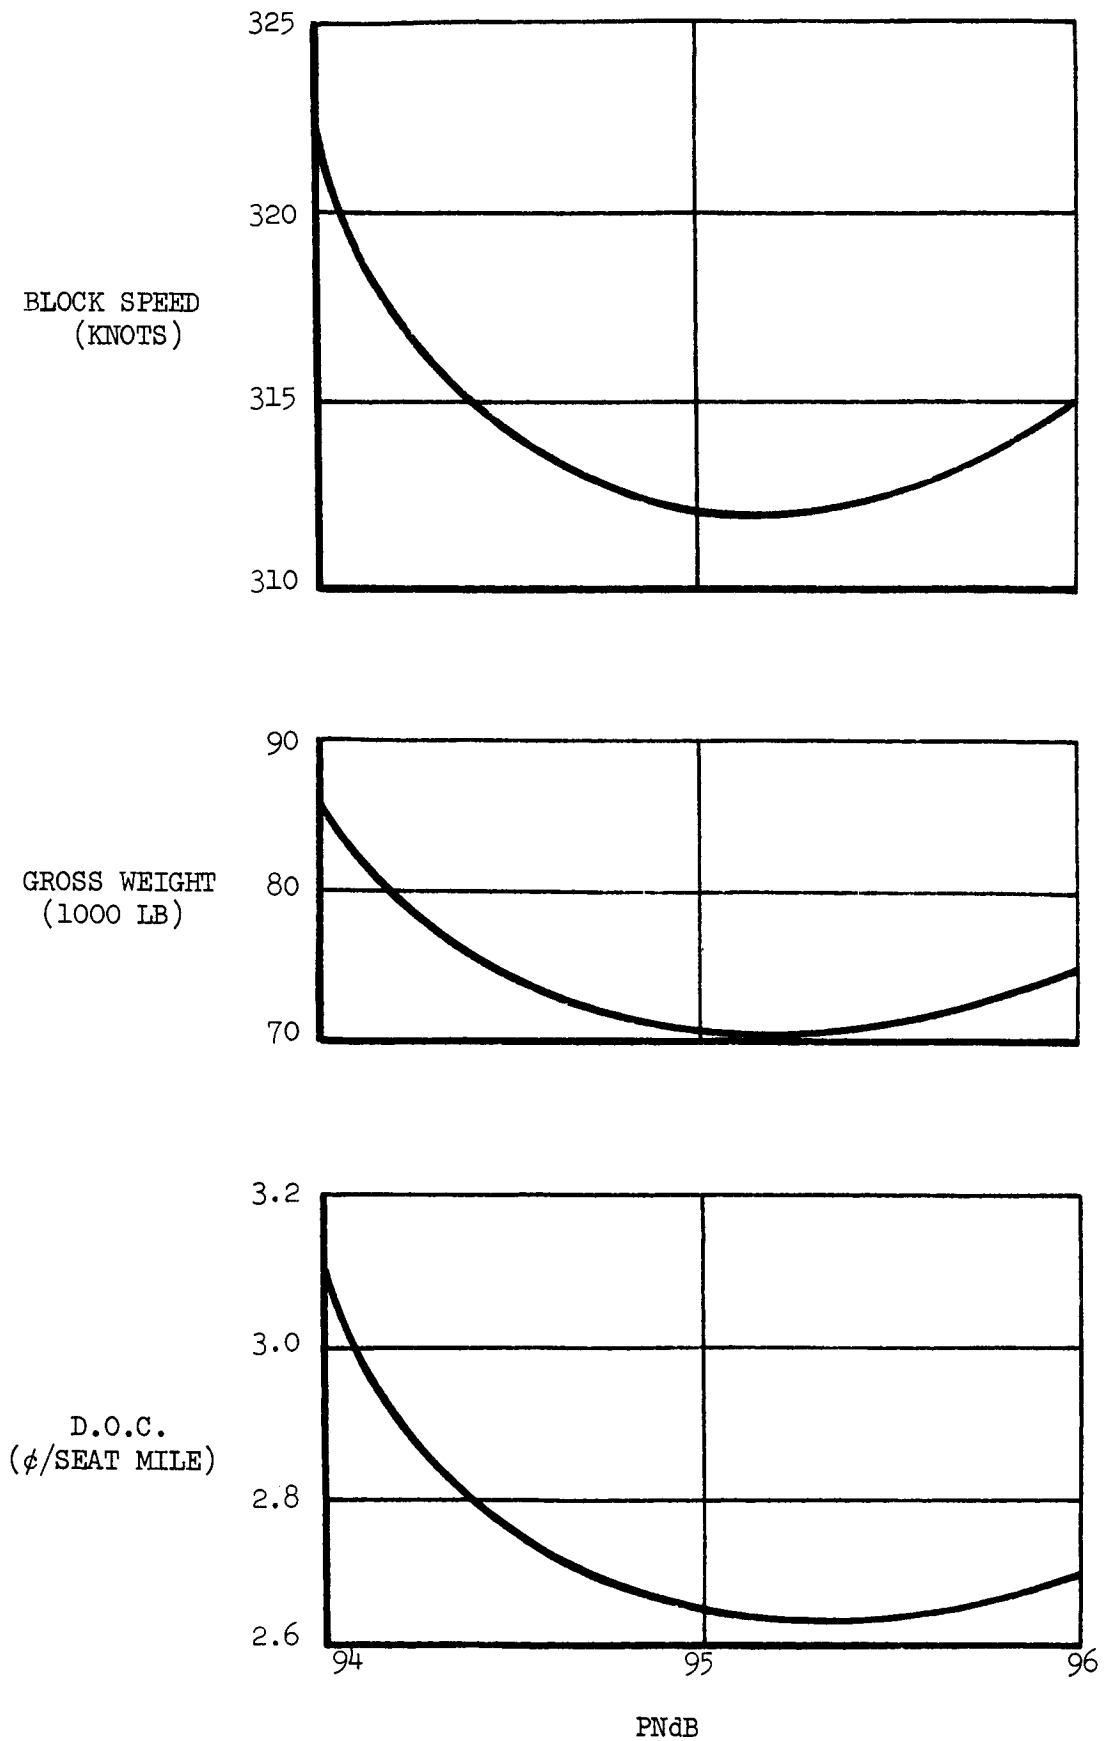 325
320
BLOCK SPEED
(KNOTS)
315
310
90
GROSS WEIGHT
(1000 LB)
80
70
3.2
3.0
D.O.C.
(¢/SEAT MILE)
2.8
2.6
94 95 96
PNdB